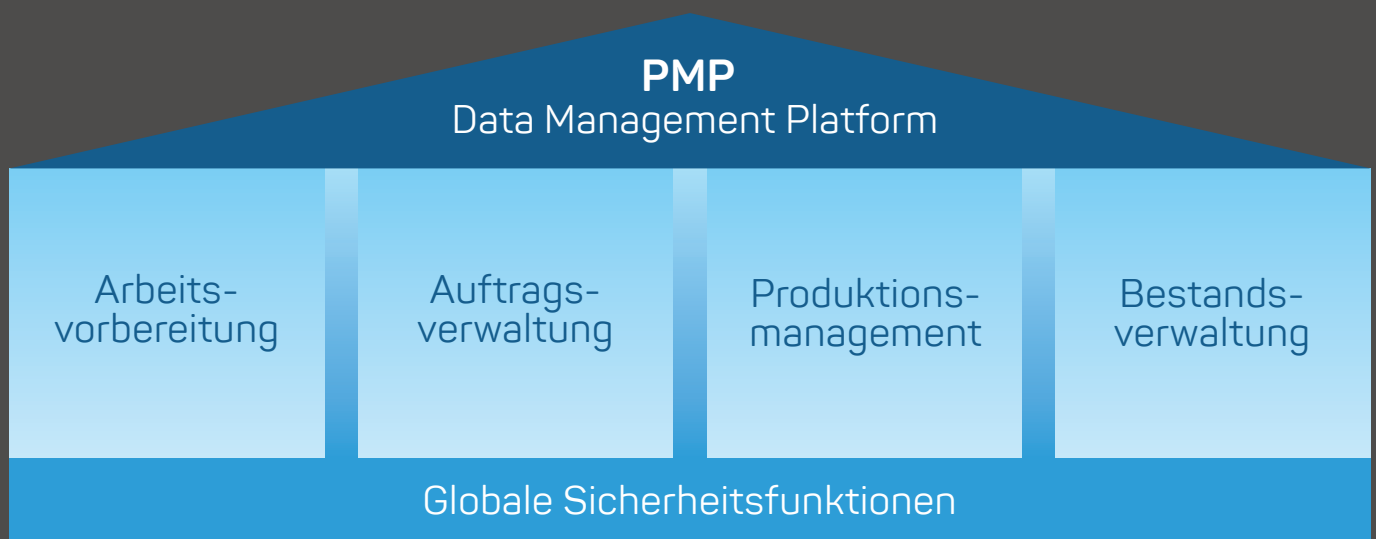 PMP
Data Management Platform
Arbeits-
vorbereitung
Auftrags-
verwaltung
Produktions-
management
Bestands-
verwaltung
Globale Sicherheitsfunktionen